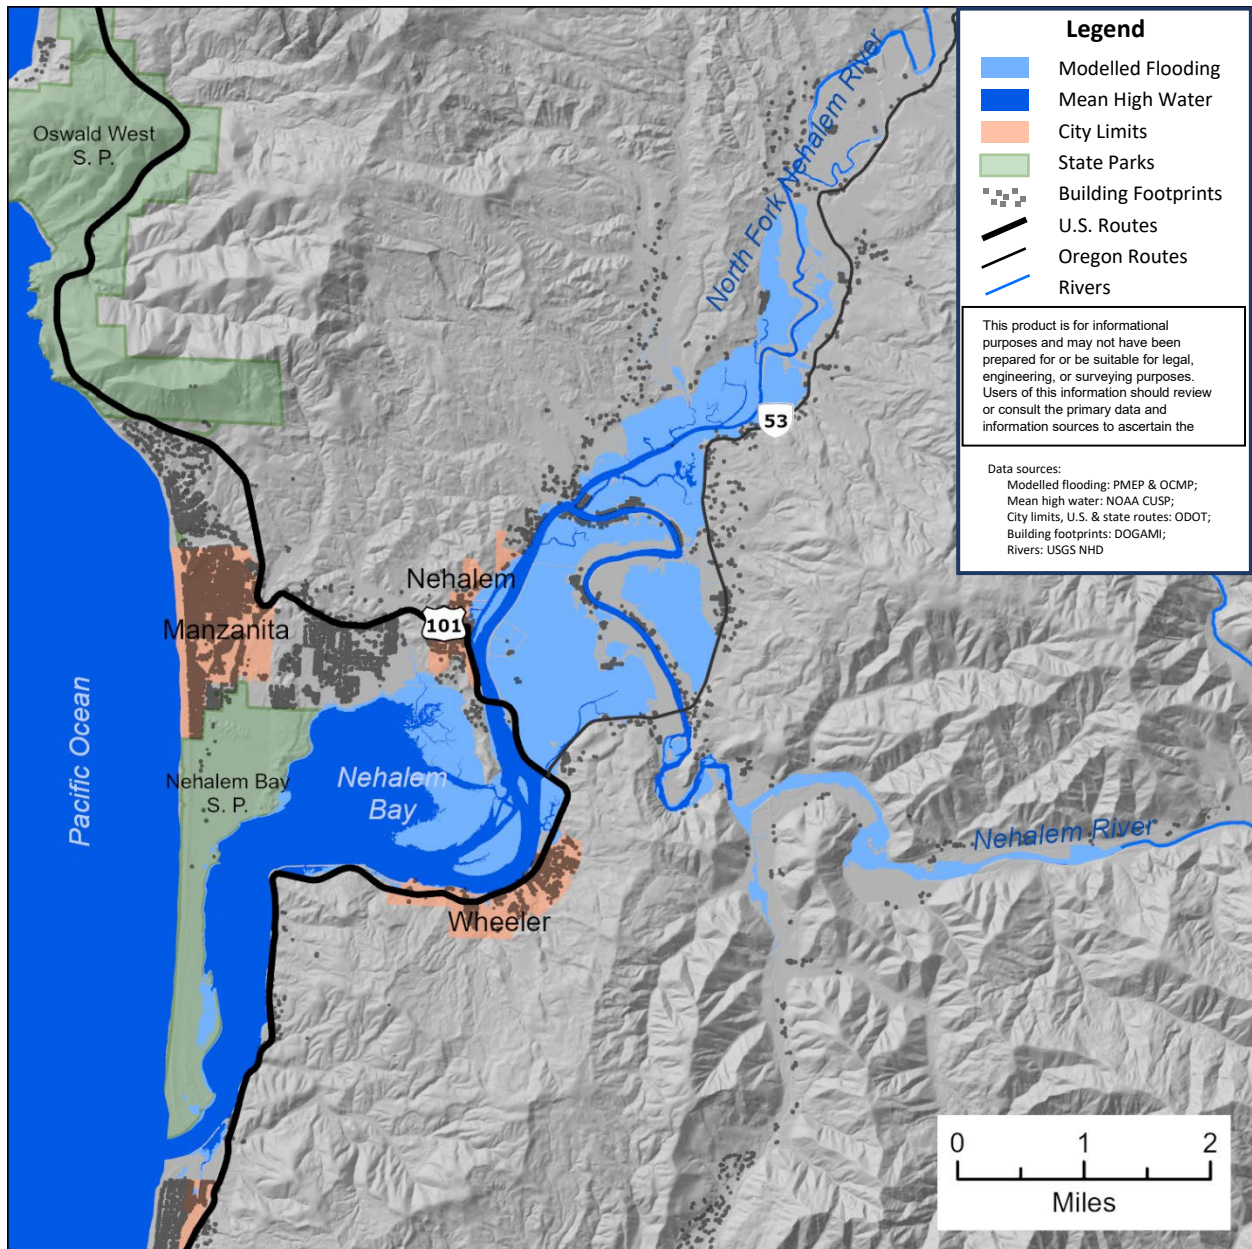 Legend
Modelled Flooding
Mean High Water
City Limits
State Parks
Building Footprints
U.S. Routes
Oregon Routes
Rivers
This product is for informational
purposes and may not have been
prepared for or be suitable for legal,
engineering, or surveying purposes.
Users of this information should review
or consult the primary data and
information sources to ascertain the
Data sources:
Modelled flooding: PMEP & OCMP;
Mean high water: NOAA CUSP;
City limits, U.S. & state routes: ODOT;
Building footprints: DOGAMI;
Rivers: USGS NHD
Oswald West
S. P.
North Fork Nehalem River
53
Nehalem
101
Manzanita
Pacific Ocean
Nehalem Bay
S. P.
Nehalem
Bay
Nehalem River
Wheeler
0 1 2
Miles